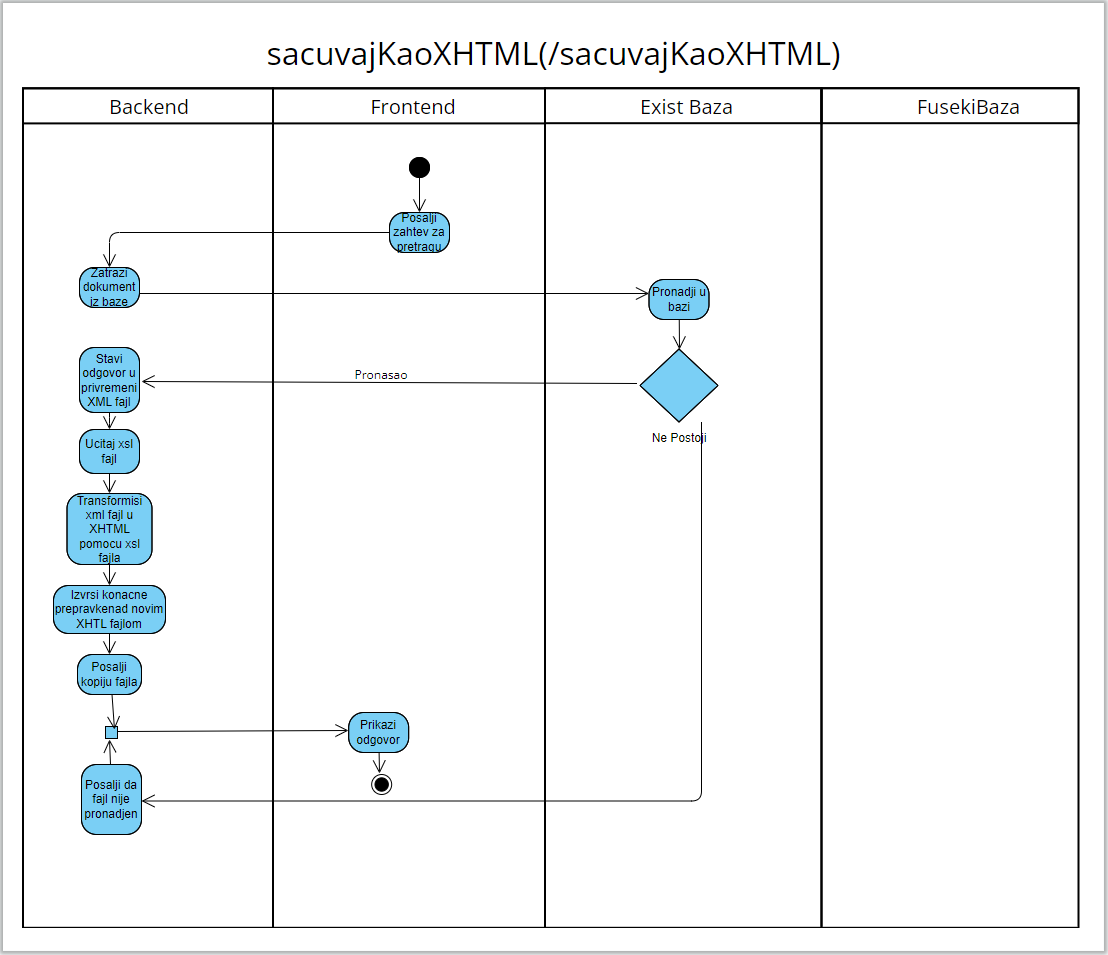 sacuvajKaoXHTML(/sacuvajKaoXHTML)
Backend
Frontend
Exist Baza
FusekiBaza
Posalji
zahtev za
pretragu
Zatrazi
dokument
iz baze
Pronadji u
bazi
Stavi
odgovor u
privremeni
XML fajl
Pronasao
Ne Postoji
Ucitaj xsl
fajl
Transformisi
xml fajl u
XHTML
pomocu xsl
fajla
Izvrsi konacne
prepravkenad novim
XHTL fajlom
Posalji
kopiju fajla
Prikazi
odgovor
Posalji da
fajl nije
pronadjen